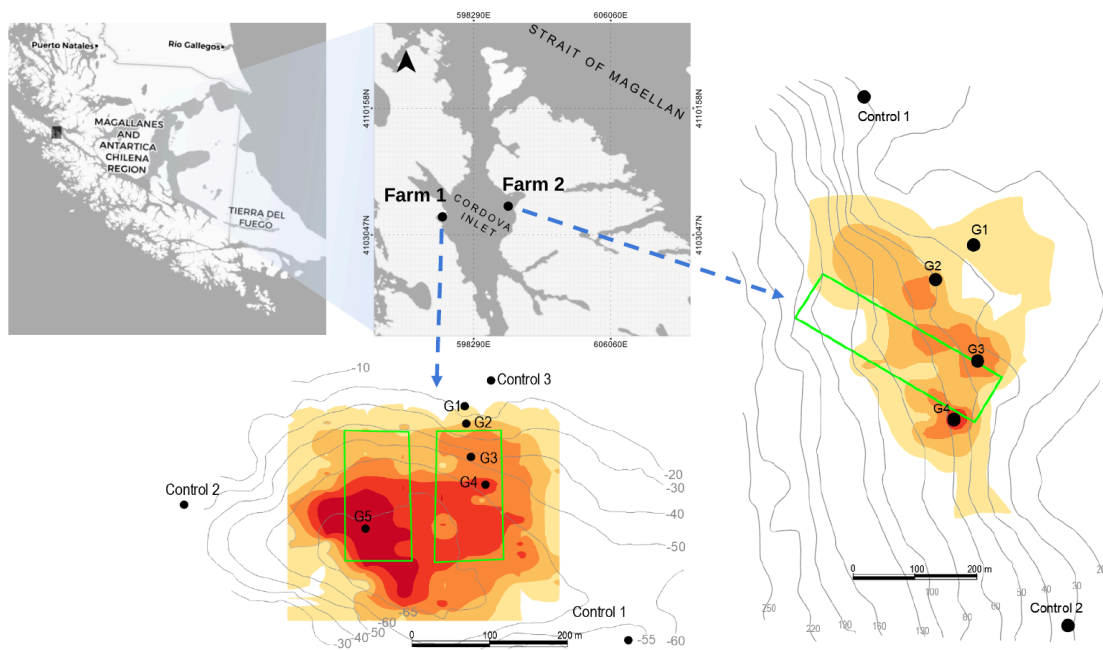 Puerto Natales
Río Gallegos
MAGALLANES
AND
ANTARTICA
CHILENA
REGION
TIERRA DEL
FUEGO
598290E
606060E
STRAIT OF MAGELLAN
4110158N
4110158N
Farm 1
Farm 2
CORDOVA
INLET
4103047N
4103047N
598290E
606060E
-10
Control 3
G1
G2
G3
G4
G5
Control 2
-20
-30
-40
-50
Control 1
-65
-60
-50
-40
-30
-55
-60
0
100
200 m
Control 1
G1
G2
G3
G4
0
100
200 m
250
220
190
160
130
100
80
60
40
30
20
Control 2